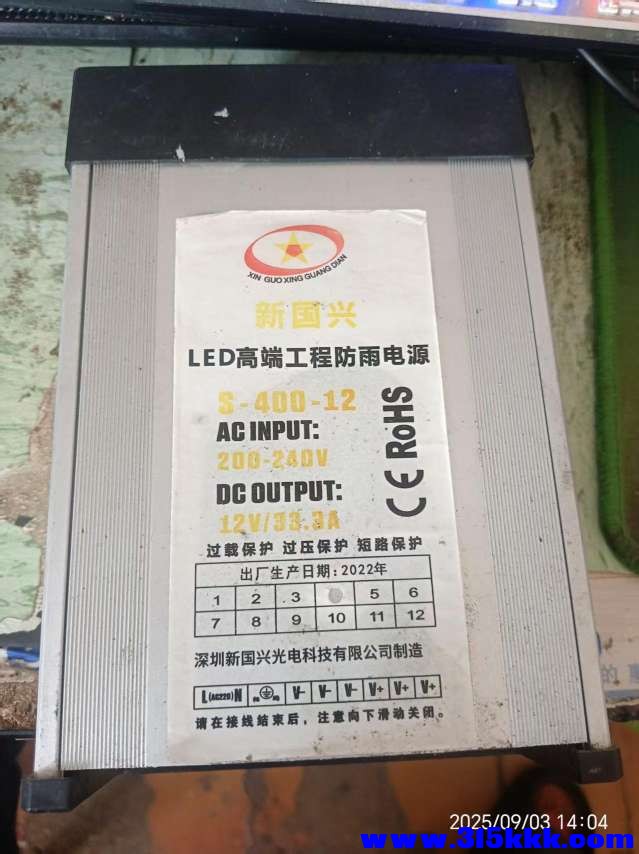 XIN GUO XING GUANG DIAN
新国兴
LED高端工程防雨电源
S-400-12
AC INPUT:
200-240V
DC OUTPUT:
12V/33.3A
CE RoHS
过载保护 过压保护 短路保护
出厂生产日期:2022年
1 2 3 5 6
7 8 9 10 11 12
深圳新国兴光电科技有限公司制造
L(AC220)N V- V- V- V+ V+ V+
请在接线结束后，注意向下滑动关闭。
2025/09/03 14:04
www.315kkk.com